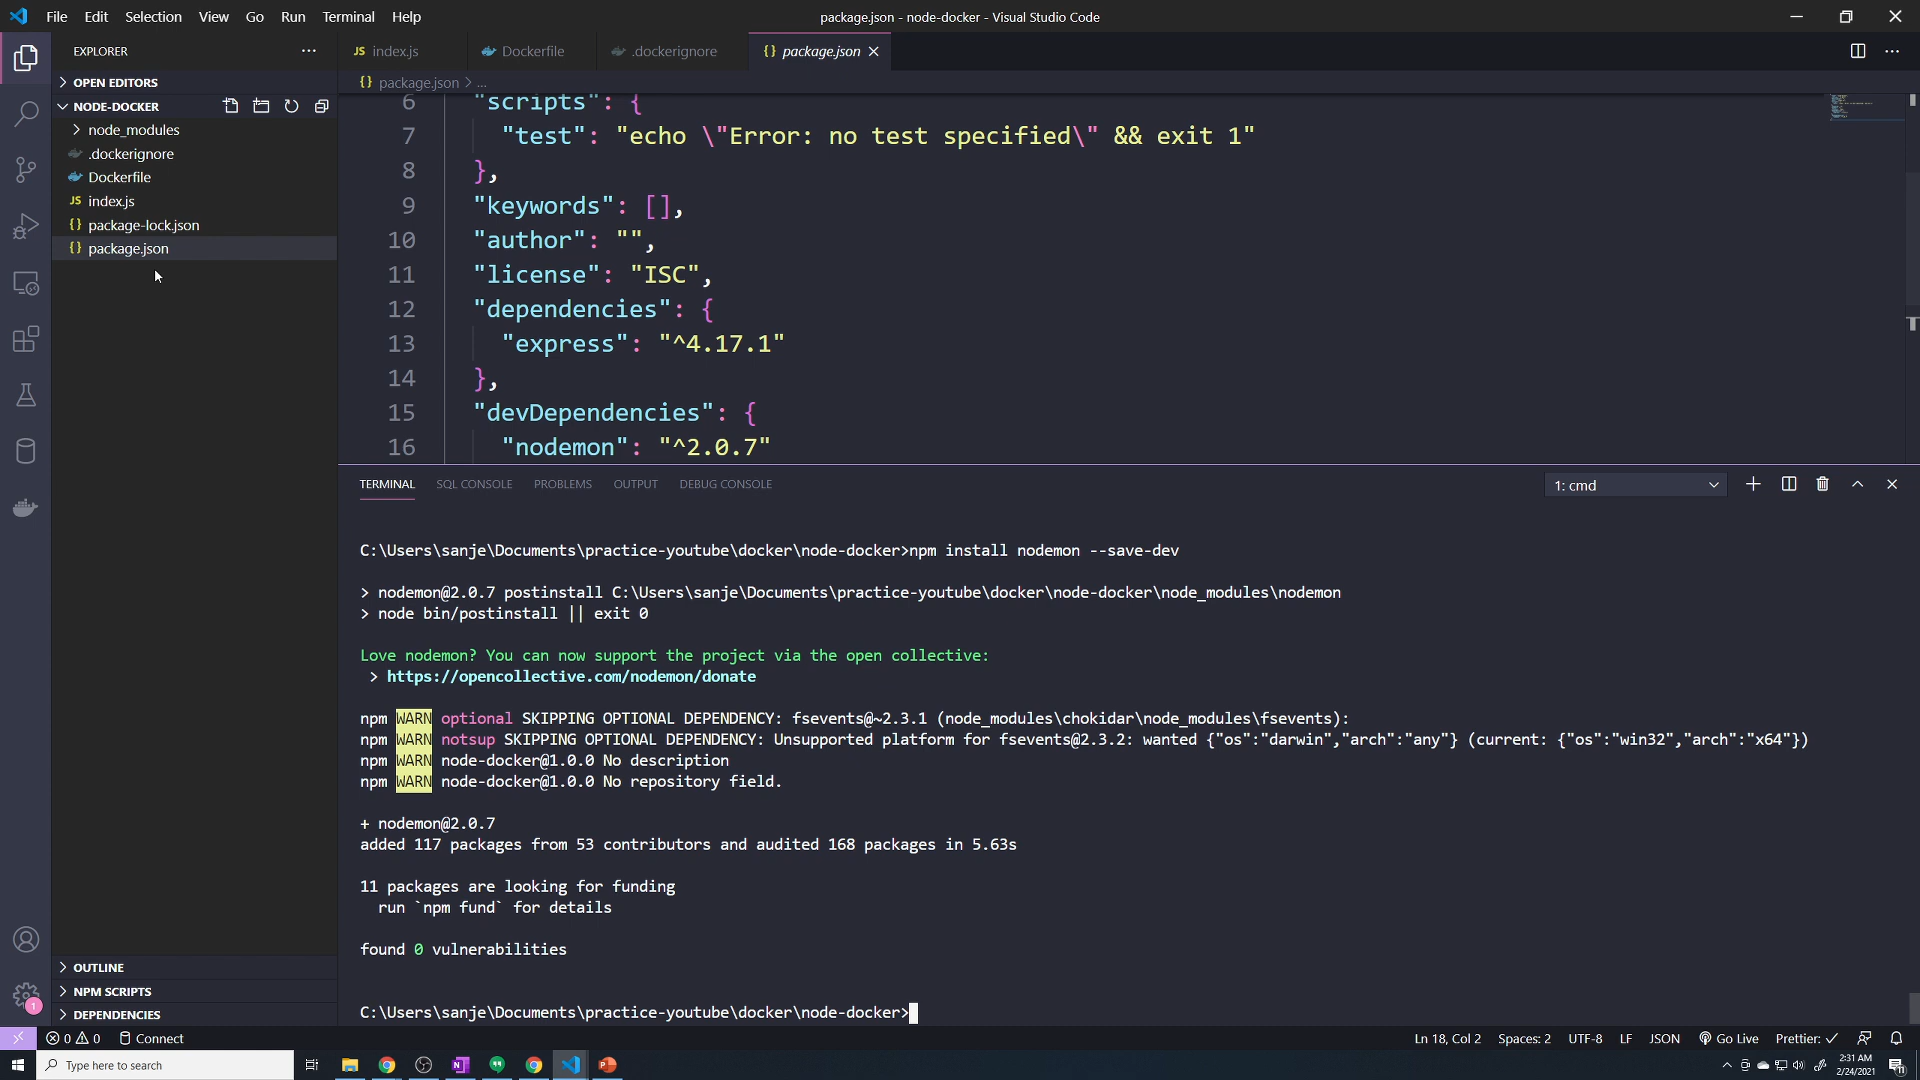 File Edit Selection View Go Run Terminal Help
package.json - node-docker - Visual Studio Code
EXPLORER
OPEN EDITORS
NODE-DOCKER
node_modules
.dockerignore
Dockerfile
JS index.js
{} package-lock.json
{} package.json
OUTLINE
NPM SCRIPTS
DEPENDENCIES
JS index.js Dockerfile .dockerignore {} package.json
{} package.json > ...
6 "scripts": {
7 "test": "echo \"Error: no test specified\" && exit 1"
8 },
9 "keywords": [],
10 "author": "",
11 "license": "ISC",
12 "dependencies": {
13 "express": "^4.17.1"
14 },
15 "devDependencies": {
16 "nodemon": "^2.0.7"
TERMINAL SQL CONSOLE PROBLEMS OUTPUT DEBUG CONSOLE
1: cmd
C:\Users\sanje\Documents\practice-youtube\docker\node-docker>npm install nodemon --save-dev
> nodemon@2.0.7 postinstall C:\Users\sanje\Documents\practice-youtube\docker\node-docker\node_modules\nodemon
> node bin/postinstall || exit 0
Love nodemon? You can now support the project via the open collective:
> https://opencollective.com/nodemon/donate
npm WARN optional SKIPPING OPTIONAL DEPENDENCY: fsevents@~2.3.1 (node_modules\chokidar\node_modules\fsevents):
npm WARN notsup SKIPPING OPTIONAL DEPENDENCY: Unsupported platform for fsevents@2.3.2: wanted {"os":"darwin","arch":"any"} (current: {"os":"win32","arch":"x64"})
npm WARN node-docker@1.0.0 No description
npm WARN node-docker@1.0.0 No repository field.
+ nodemon@2.0.7
added 117 packages from 53 contributors and audited 168 packages in 5.63s
11 packages are looking for funding
run `npm fund` for details
found 0 vulnerabilities
C:\Users\sanje\Documents\practice-youtube\docker\node-docker>
1
0 0 Connect
Ln 18, Col 2 Spaces: 2 UTF-8 LF JSON Go Live Prettier: ✓
Type here to search
2:31 AM
2/24/2021